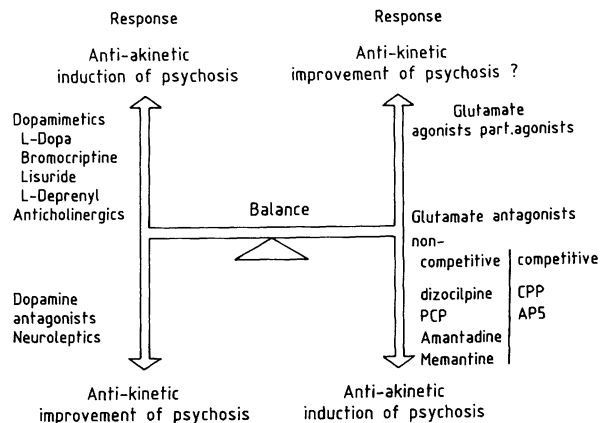 Response
Anti-akinetic
induction of psychosis
Response
Anti-kinetic
improvement of psychosis ?
Dopamimetics
L-Dopa
Bromocriptine
Lisuride
L-Deprenyl
Anticholinergics
Glutamate
agonists part.agonists
Balance
Glutamate antagonists
non-
competitive
competitive
dizocilpine
CPP
PCP
AP5
Amantadine
Memantine
Dopamine
antagonists
Neuroleptics
Anti-kinetic
improvement of psychosis
Anti-akinetic
induction of psychosis